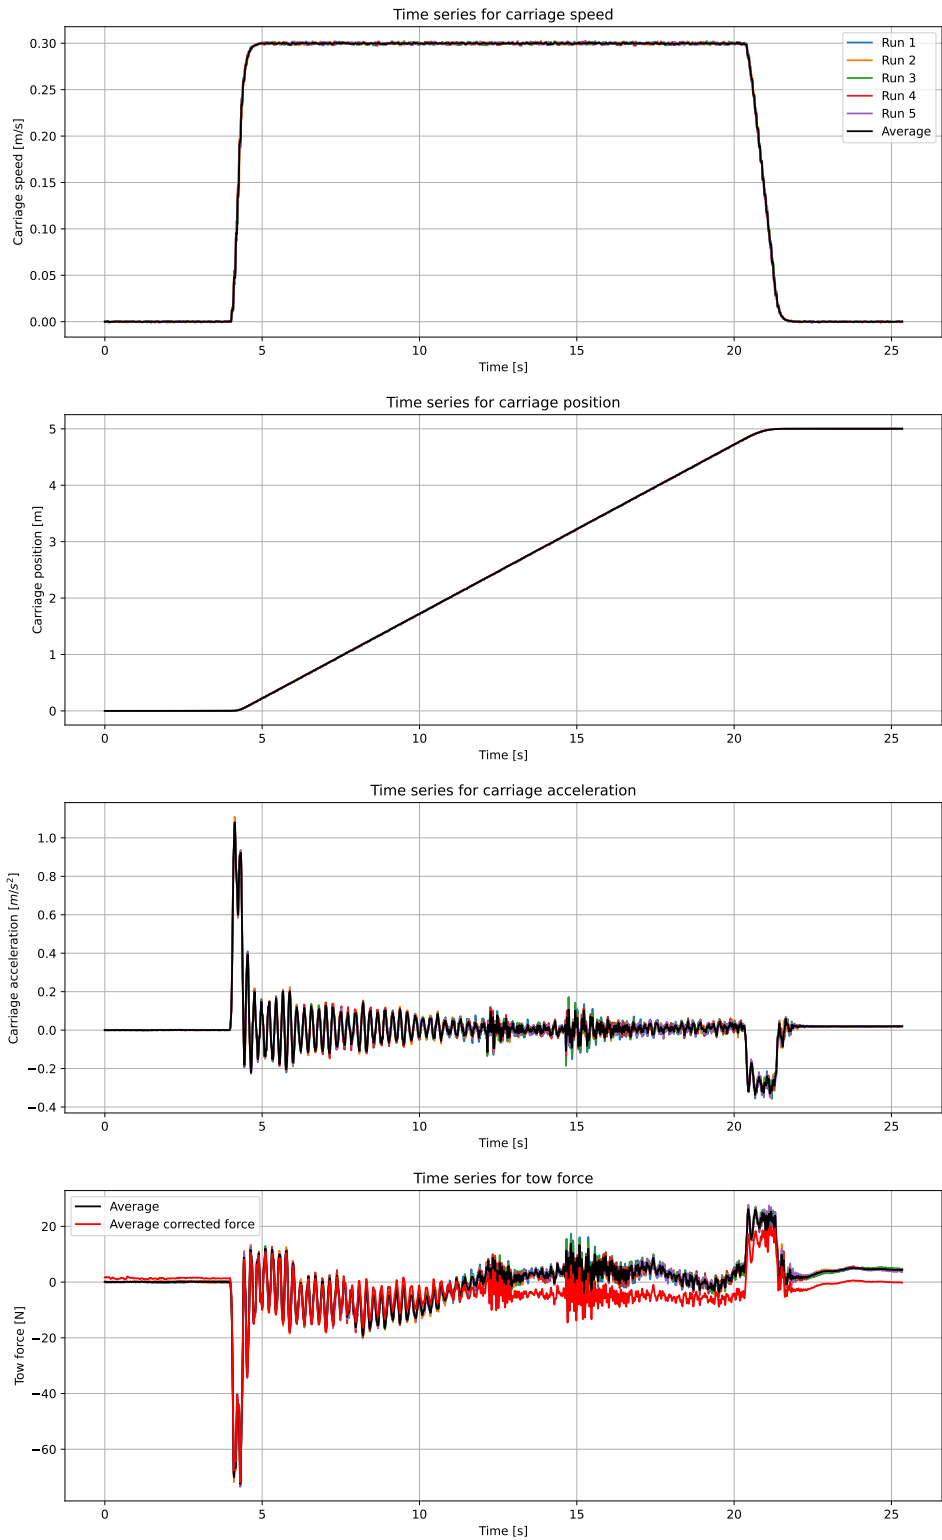 Time series for carriage speed
Carriage speed [m/s]
0.30
0.25
0.20
0.15
0.10
0.05
0.00
Run 1
Run 2
Run 3
Run 4
Run 5
Average
0 5 10 15 20 25
Time [s]
Time series for carriage position
Carriage position [m]
5
4
3
2
1
0
0 5 10 15 20 25
Time [s]
Time series for carriage acceleration
Carriage acceleration [m/s²]
1.0
0.8
0.6
0.4
0.2
0.0
−0.2
−0.4
0 5 10 15 20 25
Time [s]
Time series for tow force
Tow force [N]
Average
Average corrected force
20
0
−20
−40
−60
0 5 10 15 20 25
Time [s]